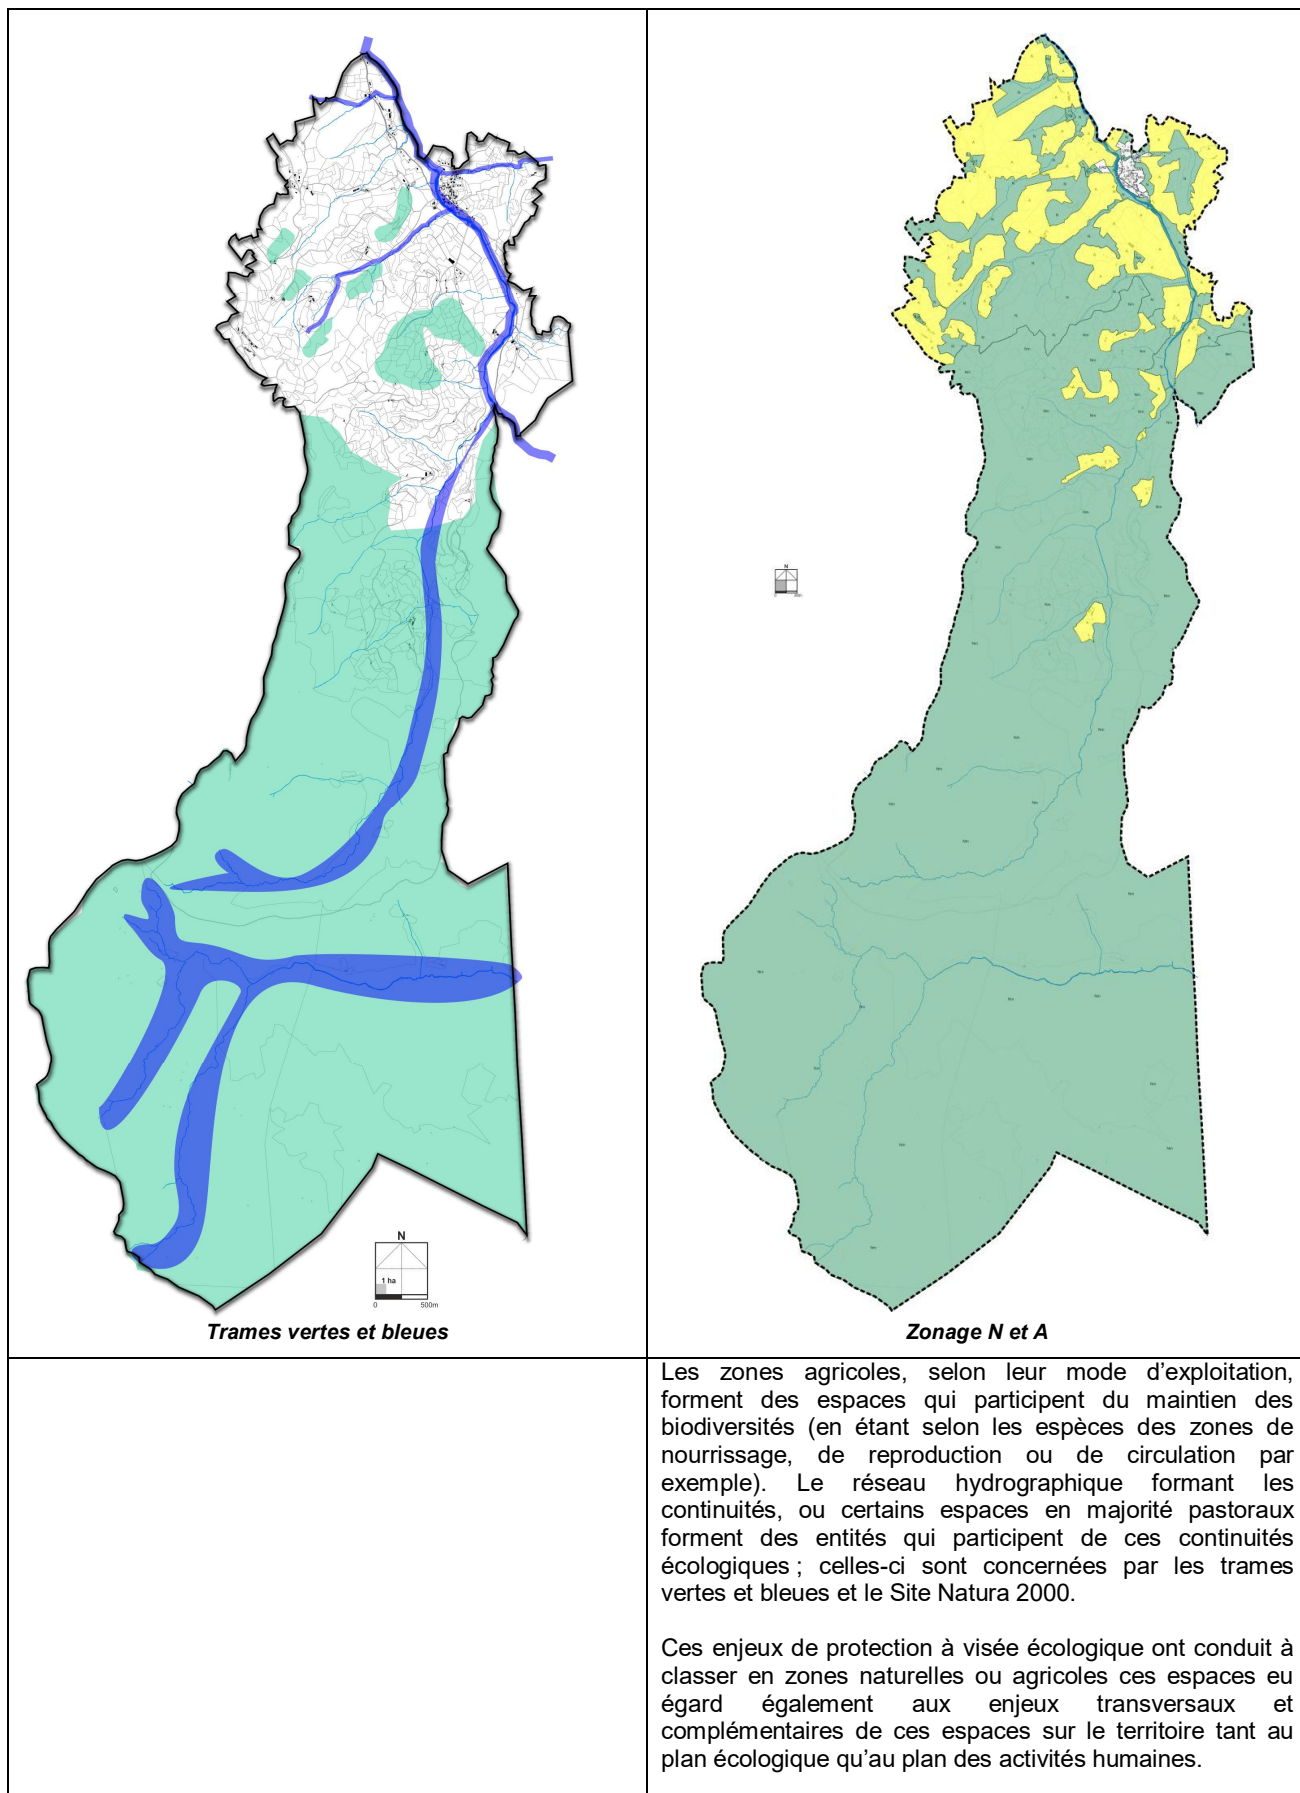 N
1 ha
0 500m
Trames vertes et bleues
N
Zonage N et A
Les zones agricoles, selon leur mode d’exploitation,
forment des espaces qui participent du maintien des
biodiversités (en étant selon les espèces des zones de
nourrissage, de reproduction ou de circulation par
exemple). Le réseau hydrographique formant les
continuités, ou certains espaces en majorité pastoraux
forment des entités qui participent de ces continuités
écologiques ; celles-ci sont concernées par les trames
vertes et bleues et le Site Natura 2000.
Ces enjeux de protection à visée écologique ont conduit à
classer en zones naturelles ou agricoles ces espaces eu
égard également aux enjeux transversaux et
complémentaires de ces espaces sur le territoire tant au
plan écologique qu’au plan des activités humaines.